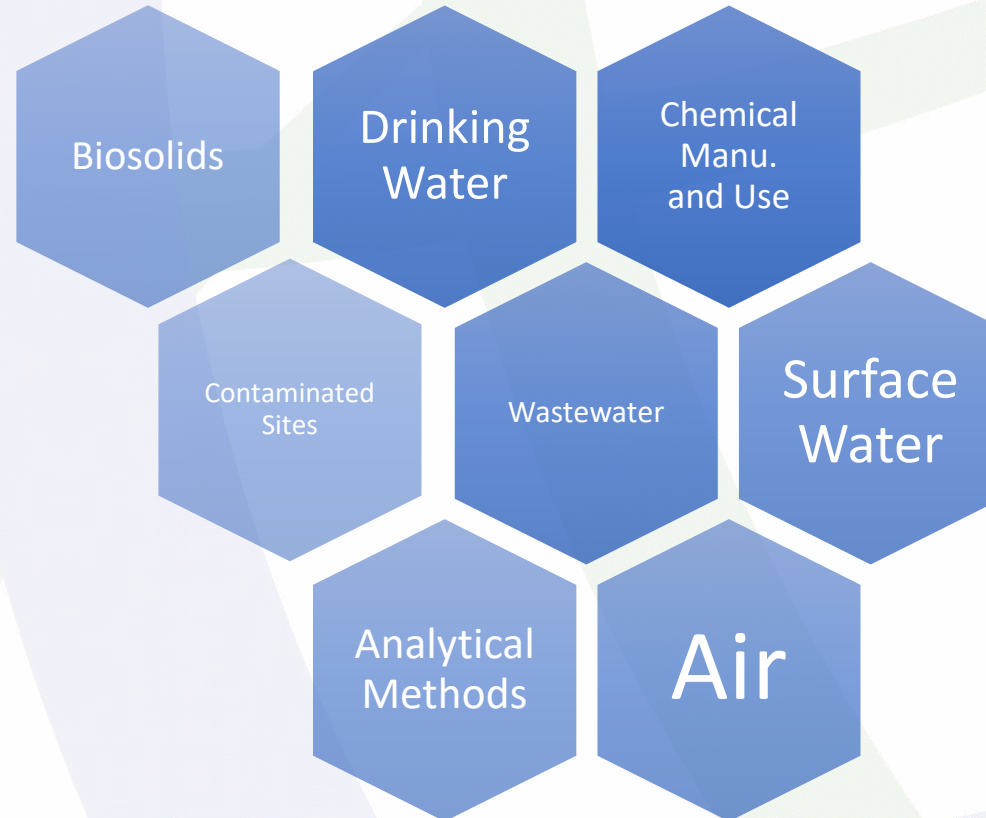 Biosolids
Drinking
Water
Chemical
Manu.
and Use
Contaminated
Sites
Wastewater
Surface
Water
Analytical
Methods
Air